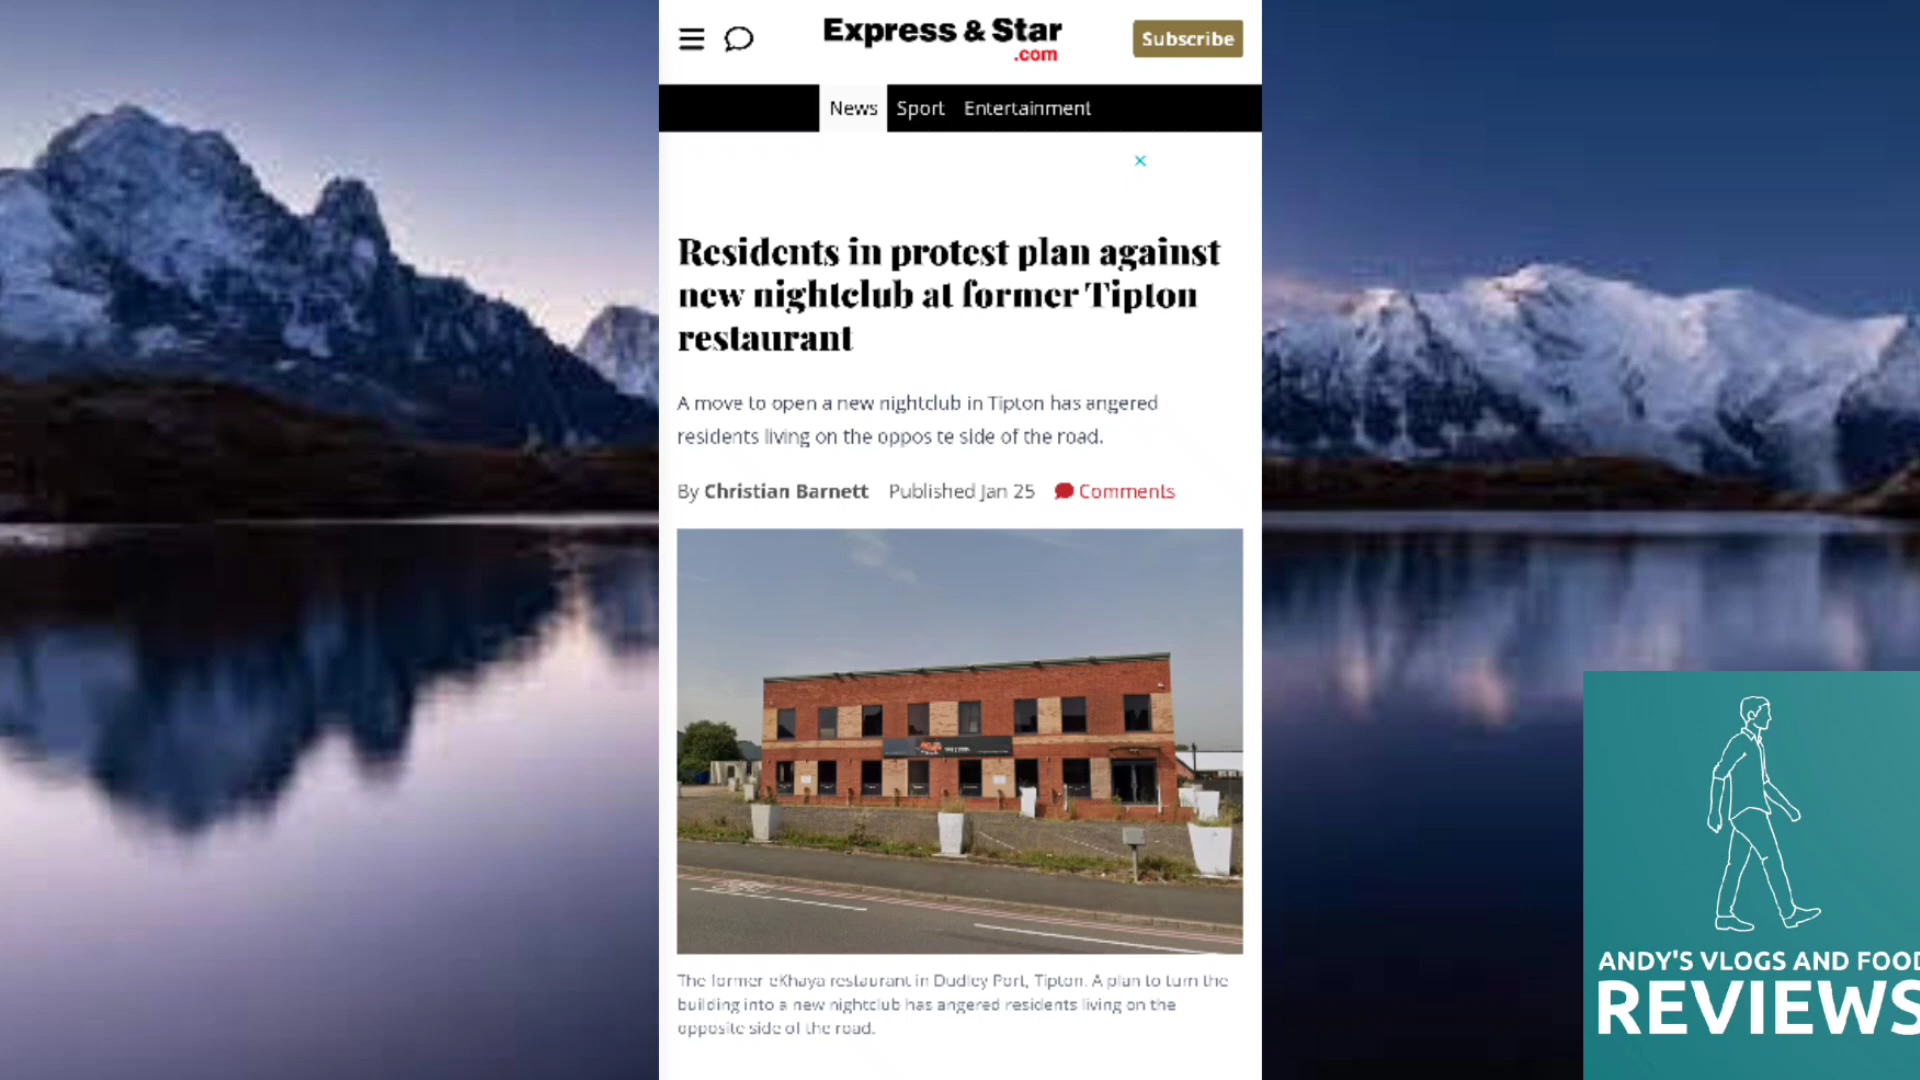 Express & Star
.com
Subscribe
News Sport Entertainment
Residents in protest plan against
new nightclub at former Tipton
restaurant
A move to open a new nightclub in Tipton has angered
residents living on the oppos te side of the road.
By Christian Barnett Published Jan 25 Comments
The former eKhaya restaurant in Dudley Port, Tipton. A plan to turn the
building into a new nightclub has angered residents living on the
opposite side of the road.
ANDY'S VLOGS AND FOOD
REVIEWS